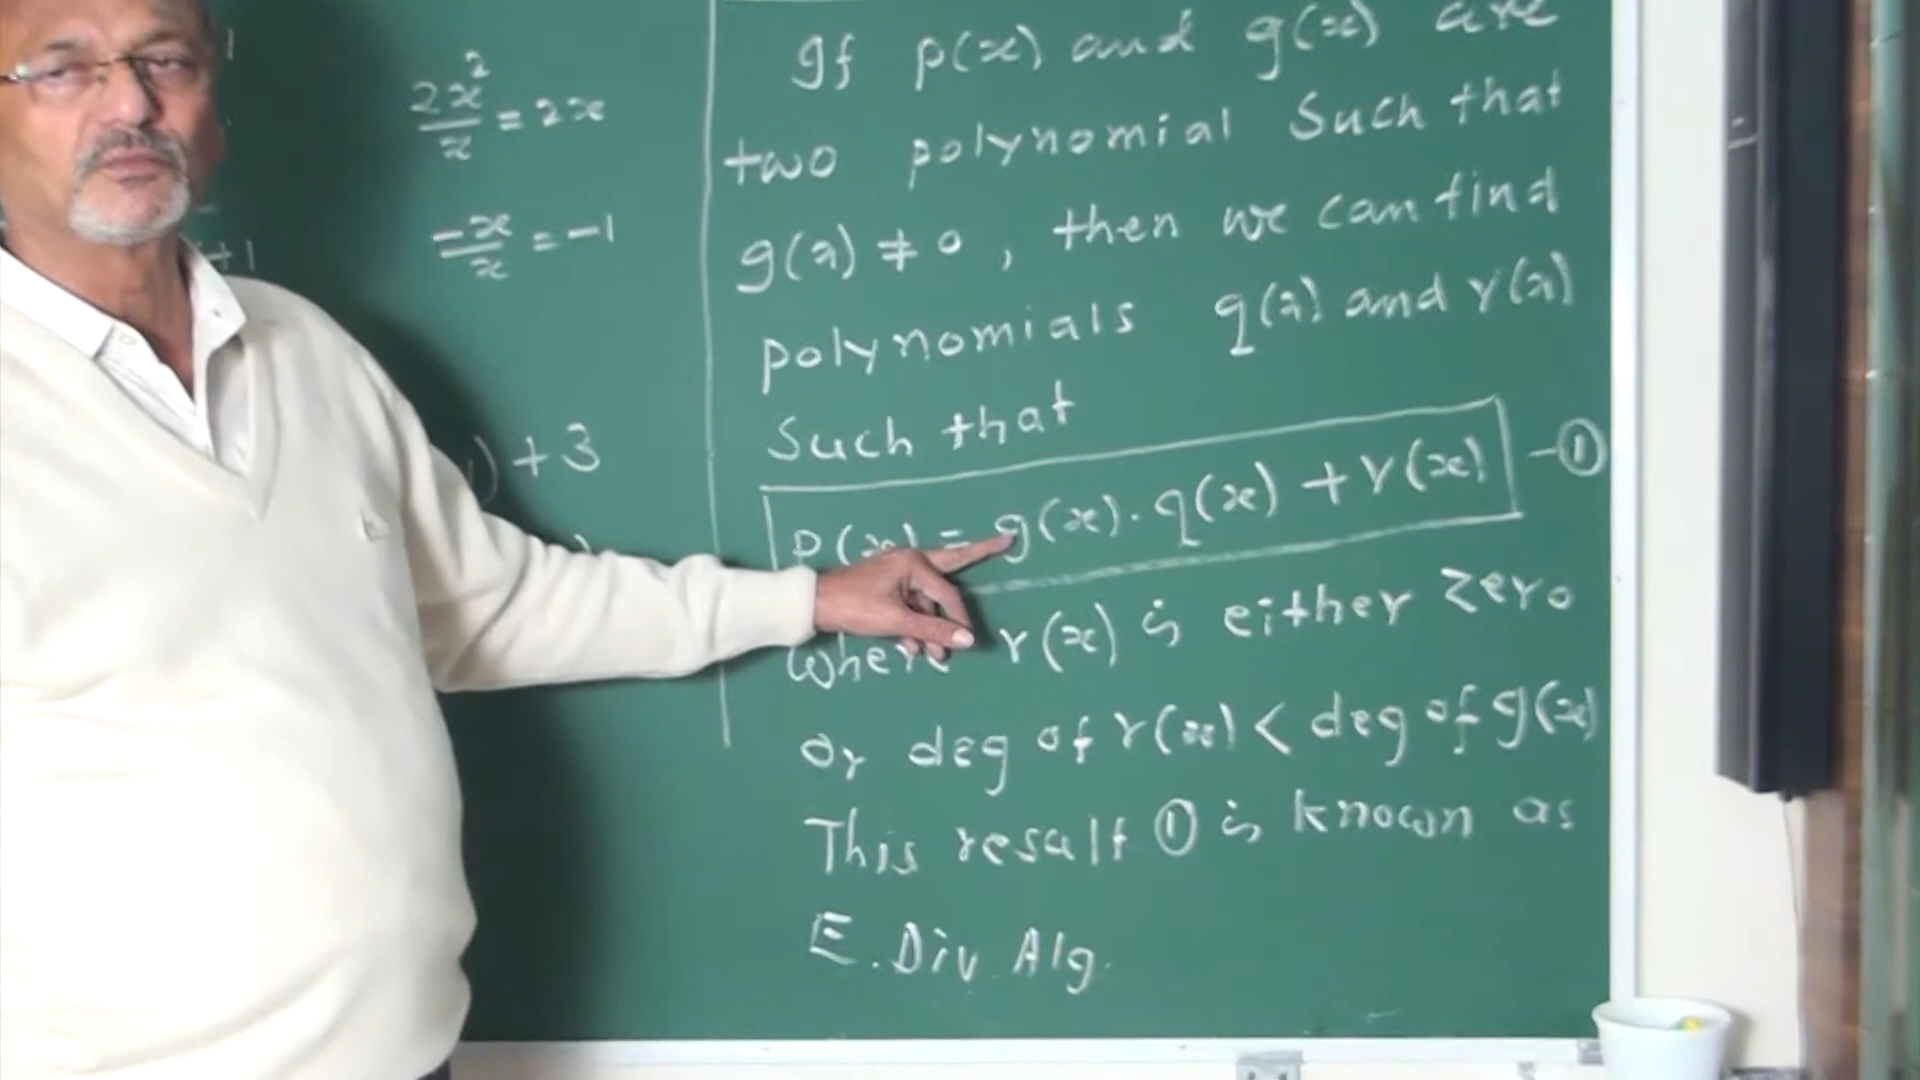 2x²/x = 2x
-x/x = -1
) + 3
If p(x) and g(x) are
two polynomial Such that
g(x) ≠ 0, then we can find
polynomials q(x) and r(x)
Such that
P(x) = g(x) . q(x) + r(x) - ①
where r(x) is either zero
or deg of r(x) < deg of g(x)
This result ① is known as
E. Div Alg.